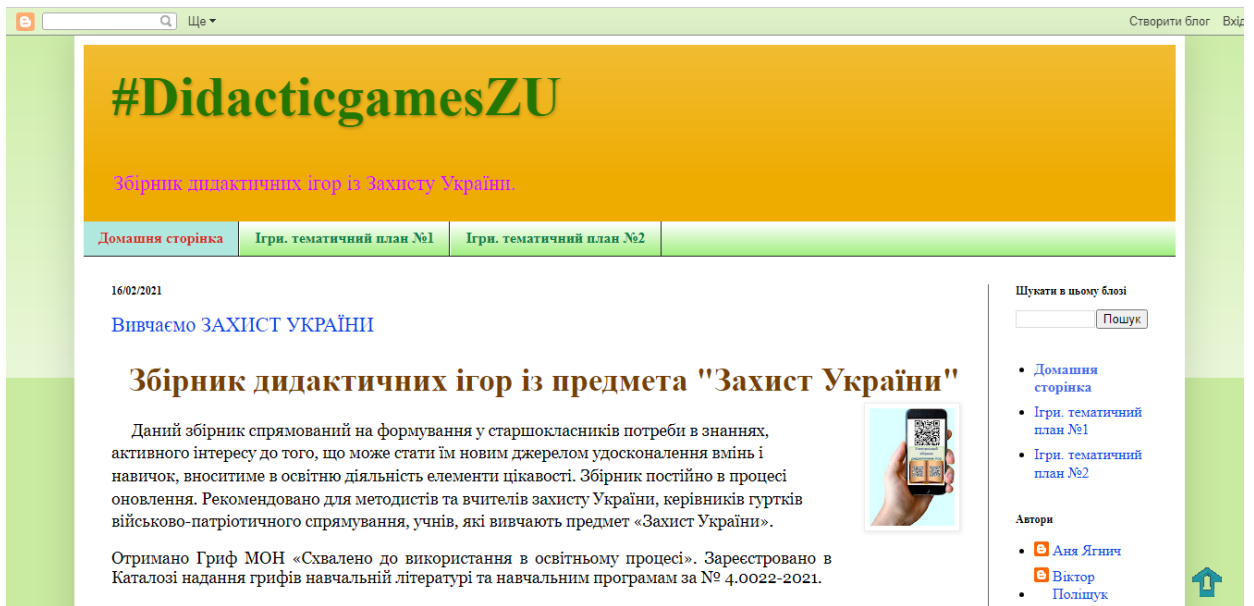 Ще
Створити блог
#DidacticgamesZU
Збірник дидактичних ігор із Захисту України.
Домашня сторінка
Ігри. тематичний план №1
Ігри. тематичний план №2
16/02/2021
Вивчаємо ЗАХИСТ УКРАЇНИ
Збірник дидактичних ігор із предмета "Захист України"
Даний збірник спрямований на формування у старшокласників потреби в знаннях,
активного інтересу до того, що може стати їм новим джерелом удосконалення вмінь і
навичок, вноситиме в освітню діяльність елементи цікавості. Збірник постійно в процесі
оновлення. Рекомендовано для методистів та вчителів захисту України, керівників гуртків
військово-патріотичного спрямування, учнів, які вивчають предмет «Захист України».
Отримано Гриф МОН «Схвалено до використання в освітньому процесі». Зареєстровано в
Каталозі надання грифів навчальній літературі та навчальним програмам за № 4.0022-2021.
Шукати в цьому блозі
Пошук
Домашня
сторінка
Ігри. тематичний
план №1
Ігри. тематичний
план №2
Автори
Аня Ягнич
Віктор
Поліщук